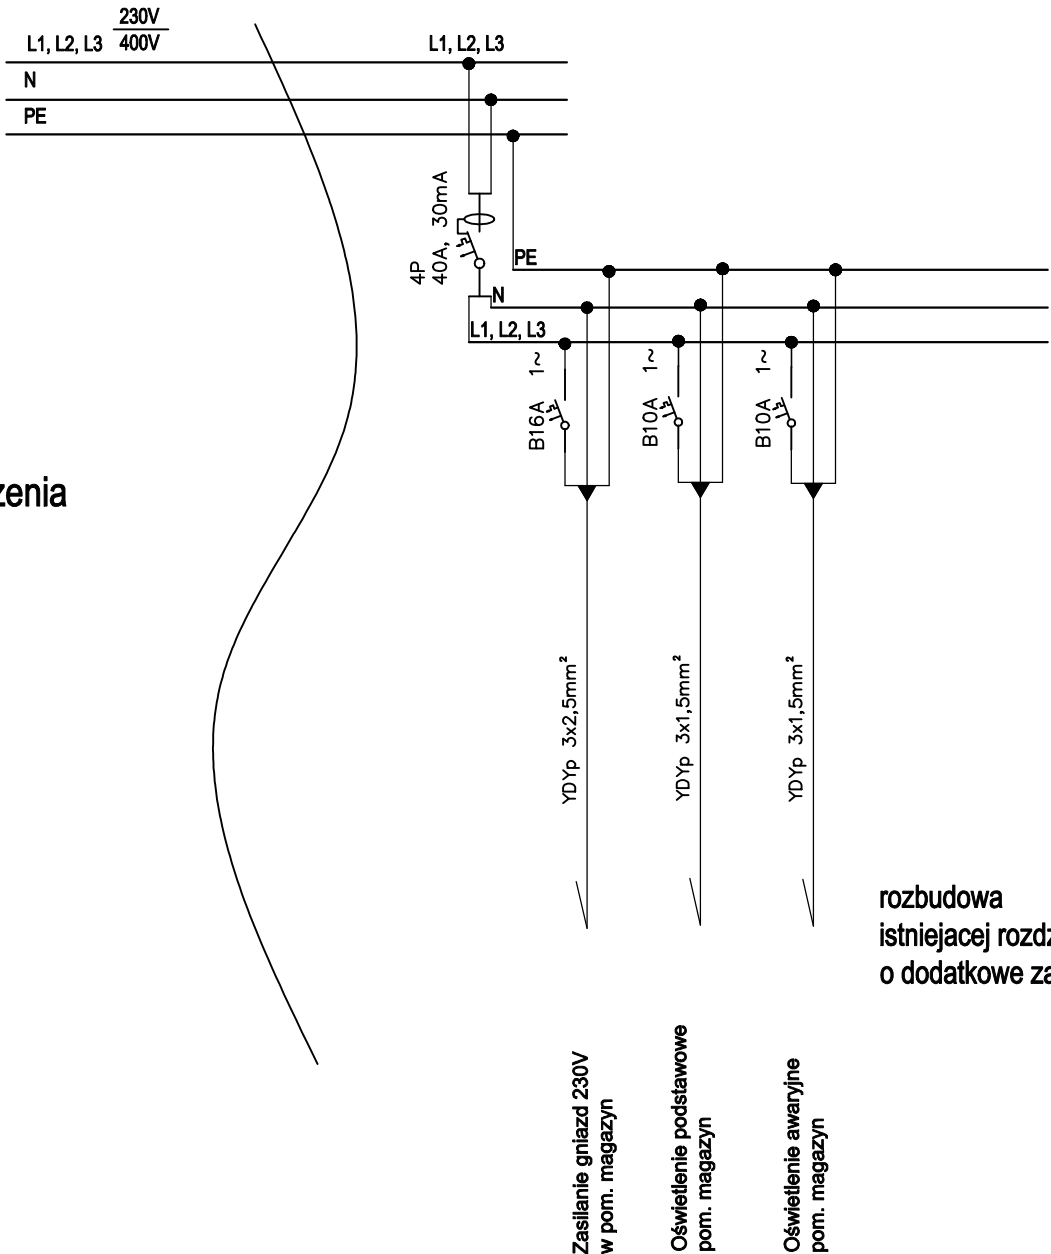 230V
400V
L1, L2, L3
L1, L2, L3
N
PE
4P
40A, 30mA
PE
N
L1, L2, L3
B16A 1~
B10A 1~
B10A 1~
zenia
YDYp 3x2,5mm²
YDYp 3x1,5mm²
YDYp 3x1,5mm²
rozbudowa
istniejacej rozdz
o dodatkowe za
Zasilanie gniazd 230V
w pom. magazyn
Oświetlenie podstawowe
pom. magazyn
Oświetlenie awaryjne
pom. magazyn